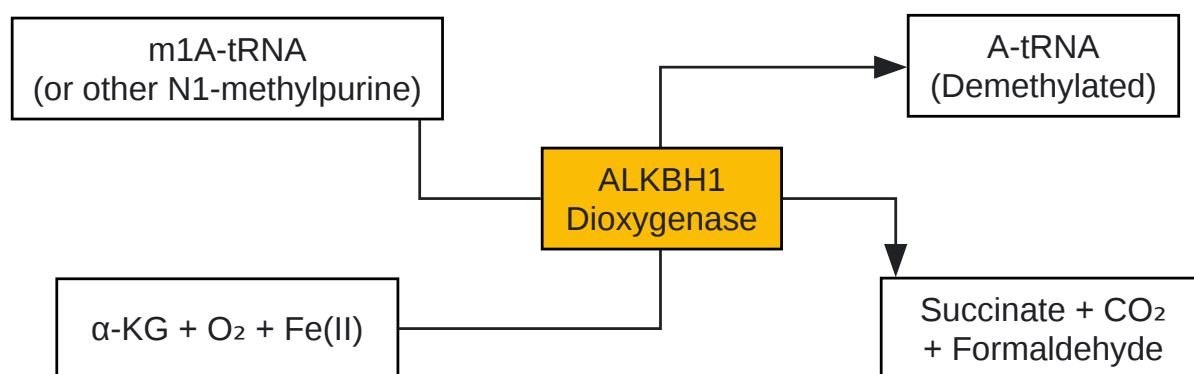 m1A-tRNA
(or other N1-methylpurine)
A-tRNA
(Demethylated)
ALKBH1
Dioxygenase
α-KG + O₂ + Fe(II)
Succinate + CO₂
+ Formaldehyde